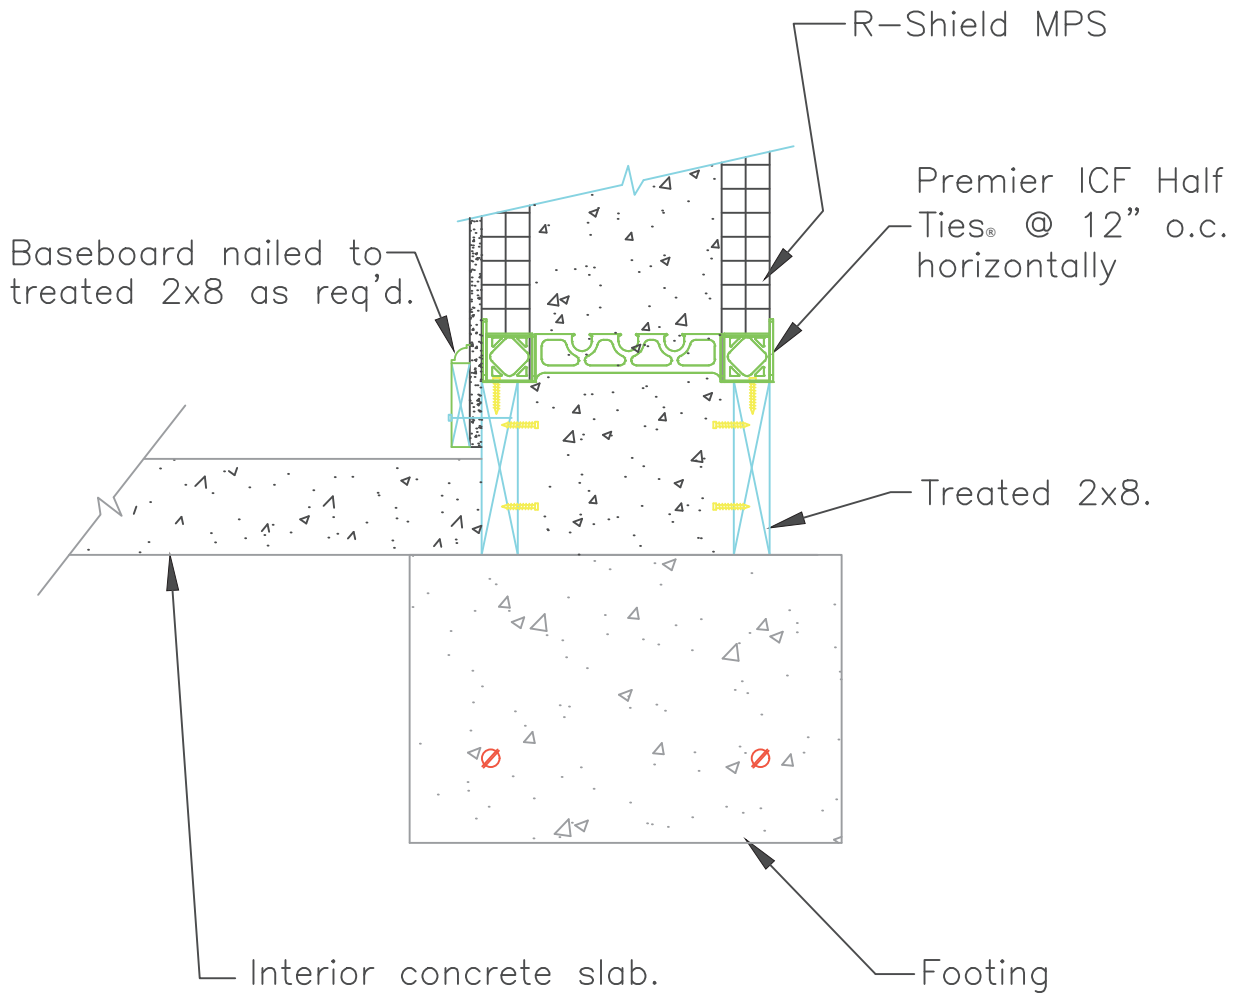 R-Shield MPS
Premier ICF Half
Ties® @ 12" o.c.
horizontally
Baseboard nailed to
treated 2x8 as req'd.
Treated 2x8.
Interior concrete slab.
Footing